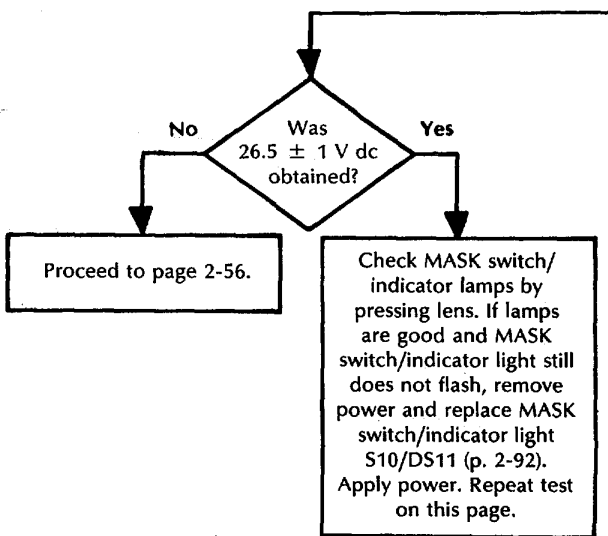 Was
26.5 ± 1 V dc
obtained?
No
Yes
Proceed to page 2-56.
Check MASK switch/
indicator lamps by
pressing lens. If lamps
are good and MASK
switch/indicator light still
does not flash, remove
power and replace MASK
switch/indicator light
S10/DS11 (p. 2-92).
Apply power. Repeat test
on this page.